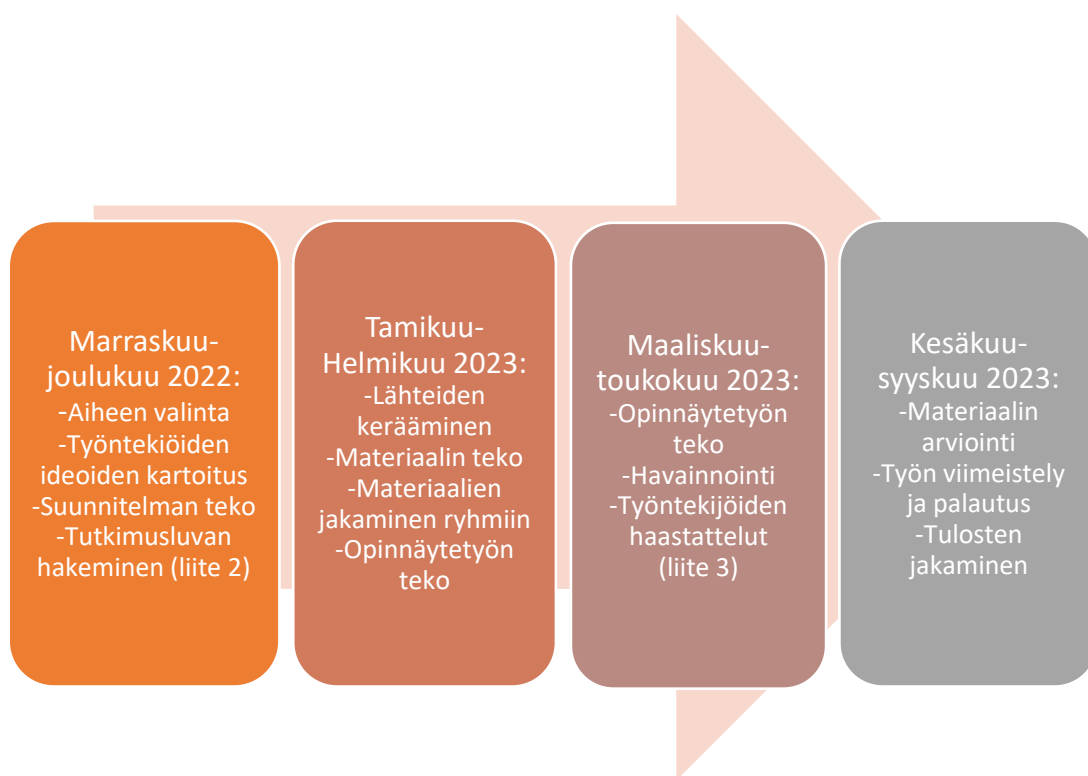 Marraskuu-
joulukuu 2022:
-Aiheen valinta
-Työntekiöiden
ideoiden kartoitus
-Suunnitelman teko
-Tutkimusluvan
hakeminen (liite 2)
Tamikuu-
Helmikuu 2023:
-Lähteiden
kerääminen
-Materiaalin teko
-Materiaalien
jakaminen ryhmiin
-Opinnäytetyön
teko
Maaliskuu-
toukokuu 2023:
-Opinnäytetyön
teko
-Havainnointi
-Työntekijöiden
haastattelut
(liite 3)
Kesäkuu-
syyskuu 2023:
-Materiaalin
arviointi
-Työn viimeistely
ja palautus
-Tulosten
jakaminen